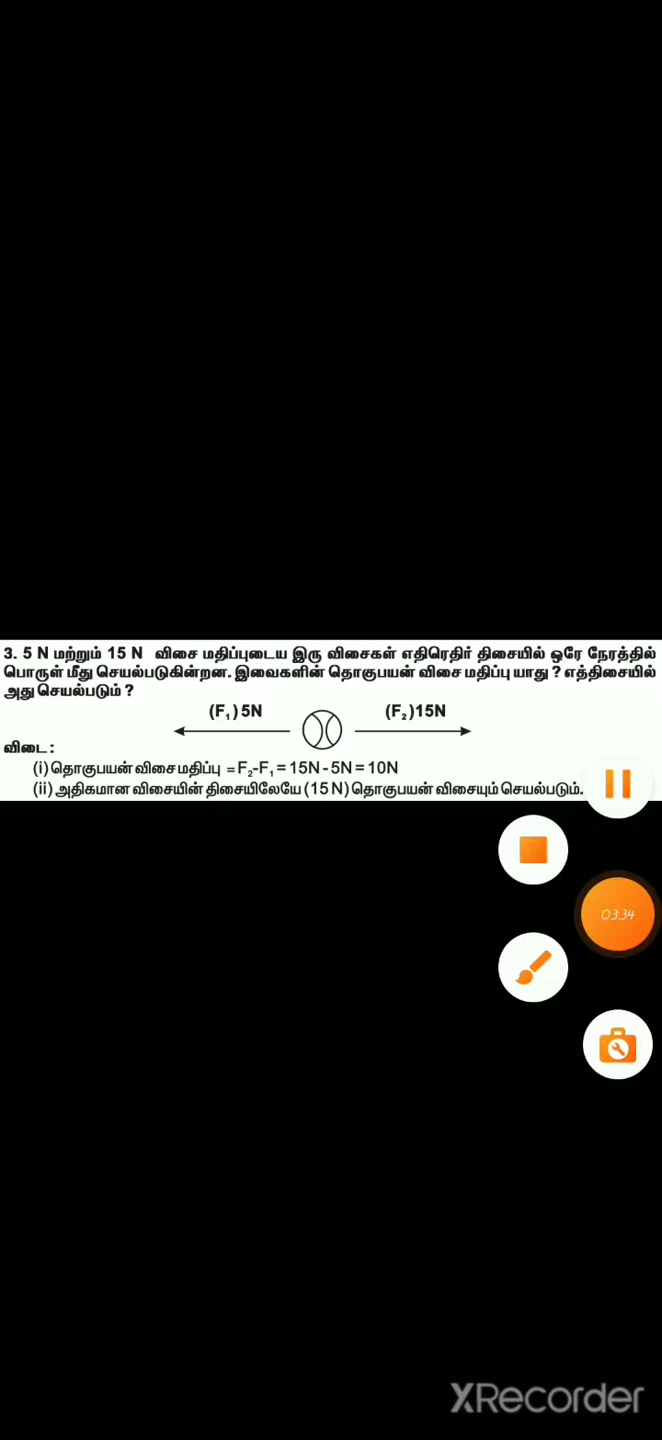 3. 5 N மற்றும் 15 N விசை மதிப்புடைய இரு விசைகள் எதிரெதிர் திசையில் ஒரே நேரத்தில்
பொருள் மீது செயல்படுகின்றன. இவைகளின் தொகுபயன் விசை மதிப்பு யாது ? எத்திசையில்
அது செயல்படும் ?
(F₁) 5N (F₂) 15N
விடை :
(i) தொகுபயன் விசை மதிப்பு = F₂-F₁ = 15N - 5N = 10N
(ii) அதிகமான விசையின் திசையிலேயே (15 N) தொகுபயன் விசையும் செயல்படும்.
03:34
XRecorder